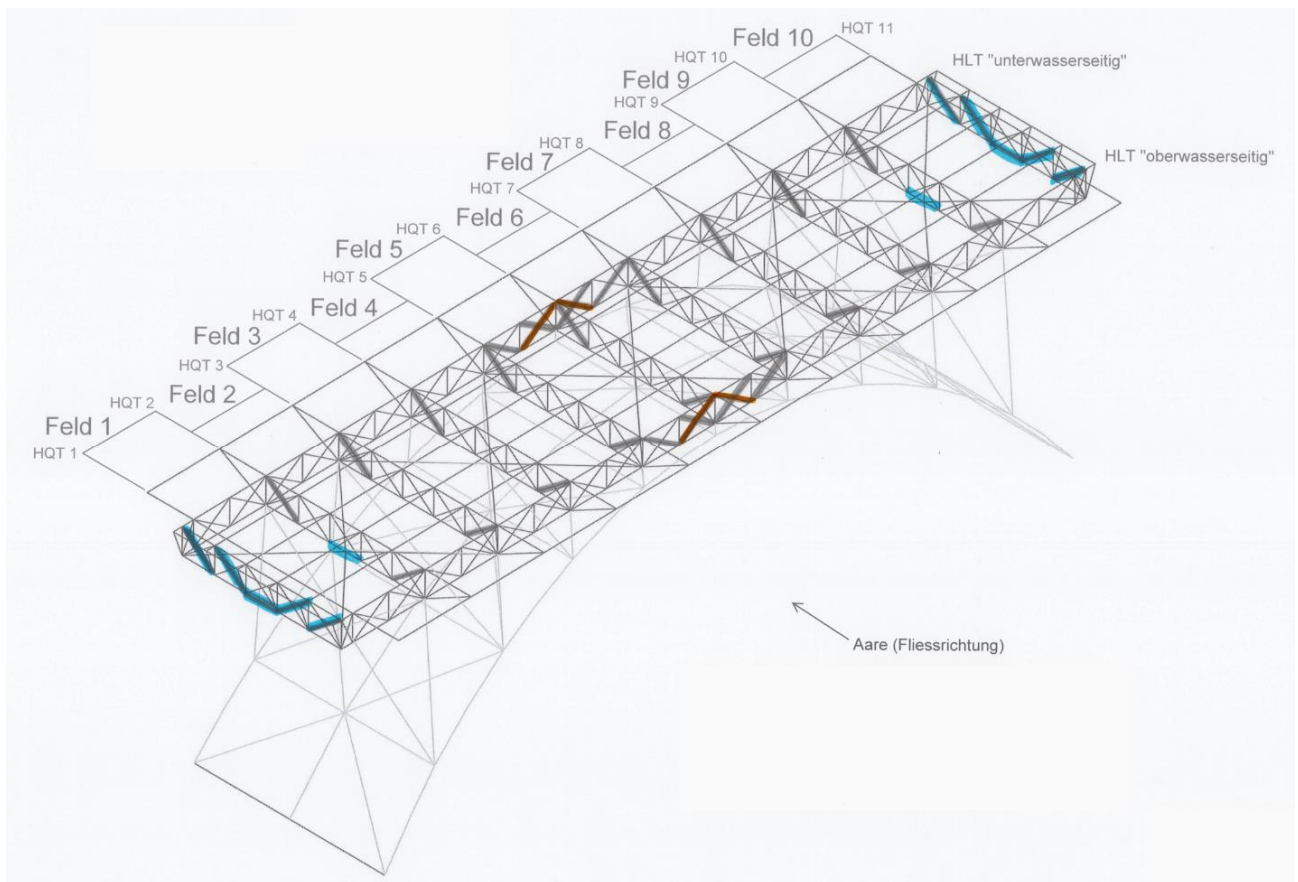 HQT 11
Feld 10
HQT 10
HLT "unterwasserseitig"
Feld 9
HQT 9
Feld 8
HQT 8
HLT "oberwasserseitig"
Feld 7
HQT 7
Feld 6
HQT 6
Feld 5
HQT 5
Feld 4
HQT 4
Feld 3
HQT 3
Feld 2
HQT 2
Feld 1
HQT 1
Aare (Fliessrichtung)